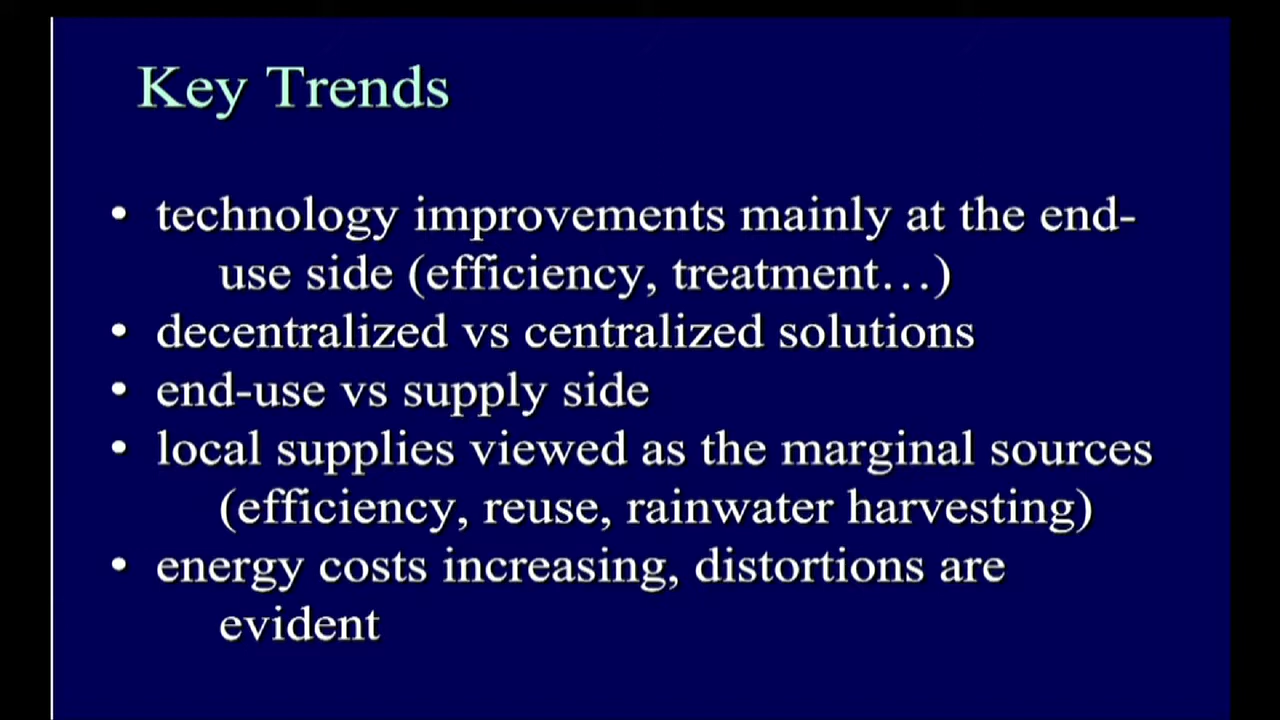 Key Trends
• technology improvements mainly at the end-
use side (efficiency, treatment…)
• decentralized vs centralized solutions
• end-use vs supply side
• local supplies viewed as the marginal sources
(efficiency, reuse, rainwater harvesting)
• energy costs increasing, distortions are
evident